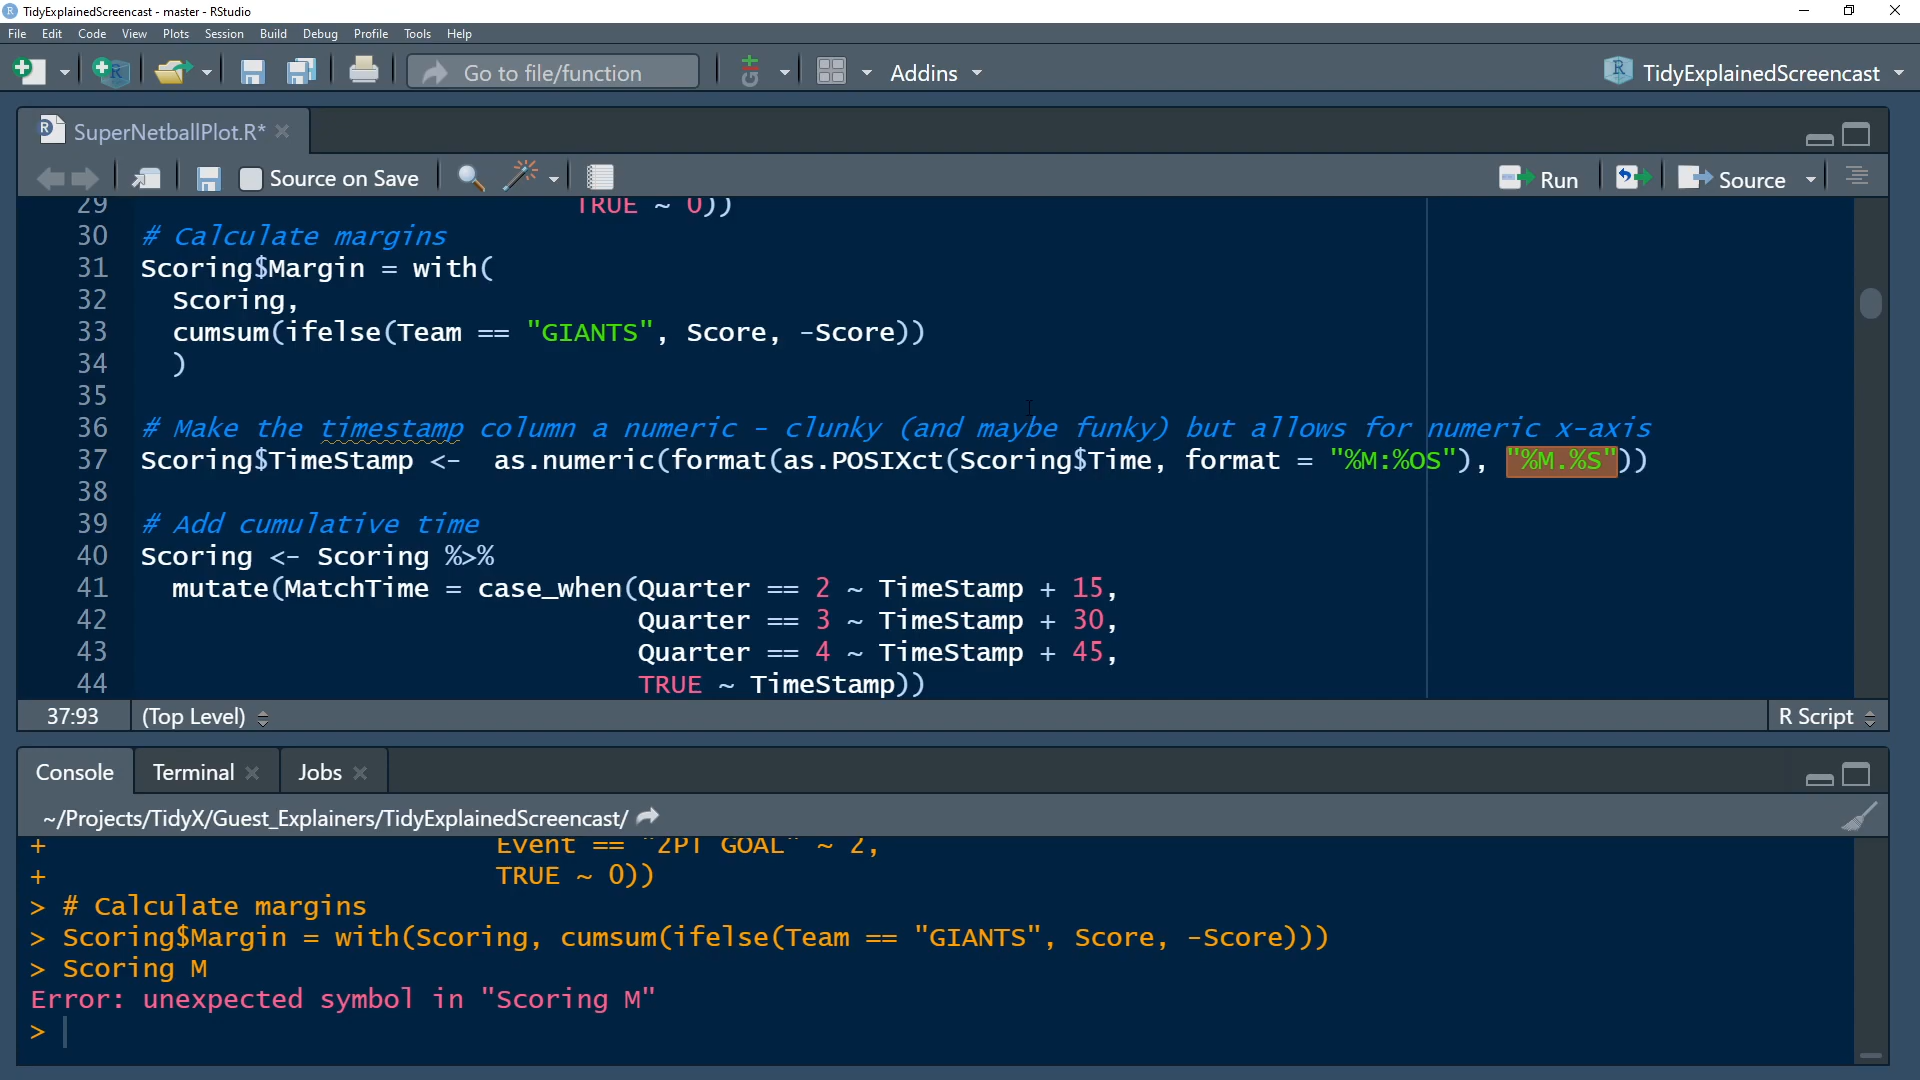 TidyExplainedScreencast - master - RStudio
File Edit Code View Plots Session Build Debug Profile Tools Help
Go to file/function Addins TidyExplainedScreencast
SuperNetballPlot.R*
Source on Save Run Source
29 TRUE ~ 0))
30 # Calculate margins
31 Scoring$Margin = with(
32 Scoring,
33 cumsum(ifelse(Team == "GIANTS", Score, -Score))
34 )
35
36 # Make the timestamp column a numeric - clunky (and maybe funky) but allows for numeric x-axis
37 Scoring$TimeStamp <-  as.numeric(format(as.POSIXct(Scoring$Time, format = "%M:%OS"), "%M.%S"))
38
39 # Add cumulative time
40 Scoring <- Scoring %>%
41 mutate(MatchTime = case_when(Quarter == 2 ~ TimeStamp + 15,
42 Quarter == 3 ~ TimeStamp + 30,
43 Quarter == 4 ~ TimeStamp + 45,
44 TRUE ~ TimeStamp))
37:93 (Top Level) R Script
Console Terminal Jobs
~/Projects/TidyX/Guest_Explainers/TidyExplainedScreencast/
+ Event == "2PT GOAL" ~ 2,
+ TRUE ~ 0))
> # Calculate margins
> Scoring$Margin = with(Scoring, cumsum(ifelse(Team == "GIANTS", Score, -Score)))
> Scoring M
Error: unexpected symbol in "Scoring M"
>